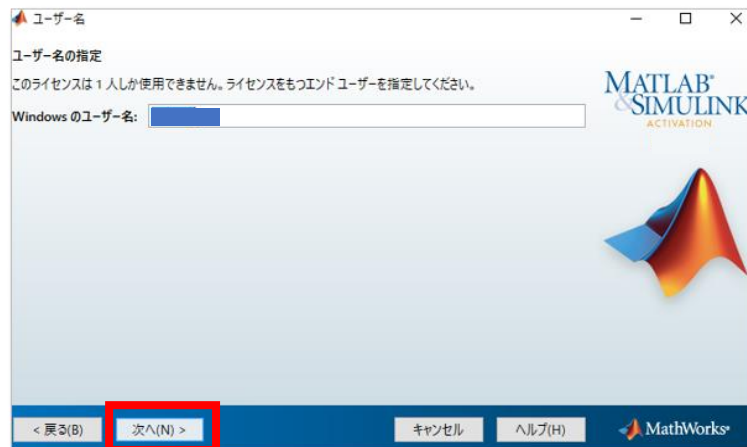 ユーザー名
ユーザー名の指定
このライセンスは 1 人しか使用できません。ライセンスをもつエンド ユーザーを指定してください。
Windows のユーザー名:
MATLAB®
&SIMULINK
ACTIVATION
< 戻る(B)
次へ(N) >
キャンセル
ヘルプ(H)
MathWorks®